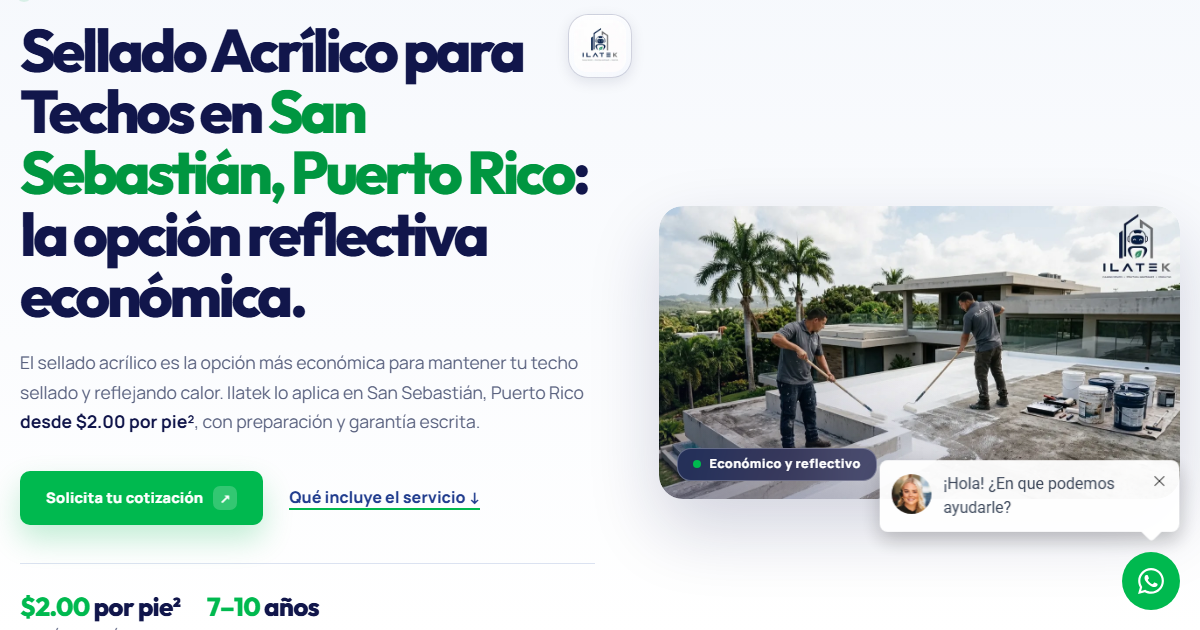 Sellado Acrílico para
Techos en San
Sebastián, Puerto Rico:
la opción reflectiva
económica.
ILATEK
El sellado acrílico es la opción más económica para mantener tu techo
sellado y reflejando calor. Ilatek lo aplica en San Sebastián, Puerto Rico
desde $2.00 por pie², con preparación y garantía escrita.
Solicita tu cotización ↗
Qué incluye el servicio ↓
$2.00 por pie²
7–10 años
ILATEK
Económico y reflectivo
¡Hola! ¿En que podemos
ayudarle?